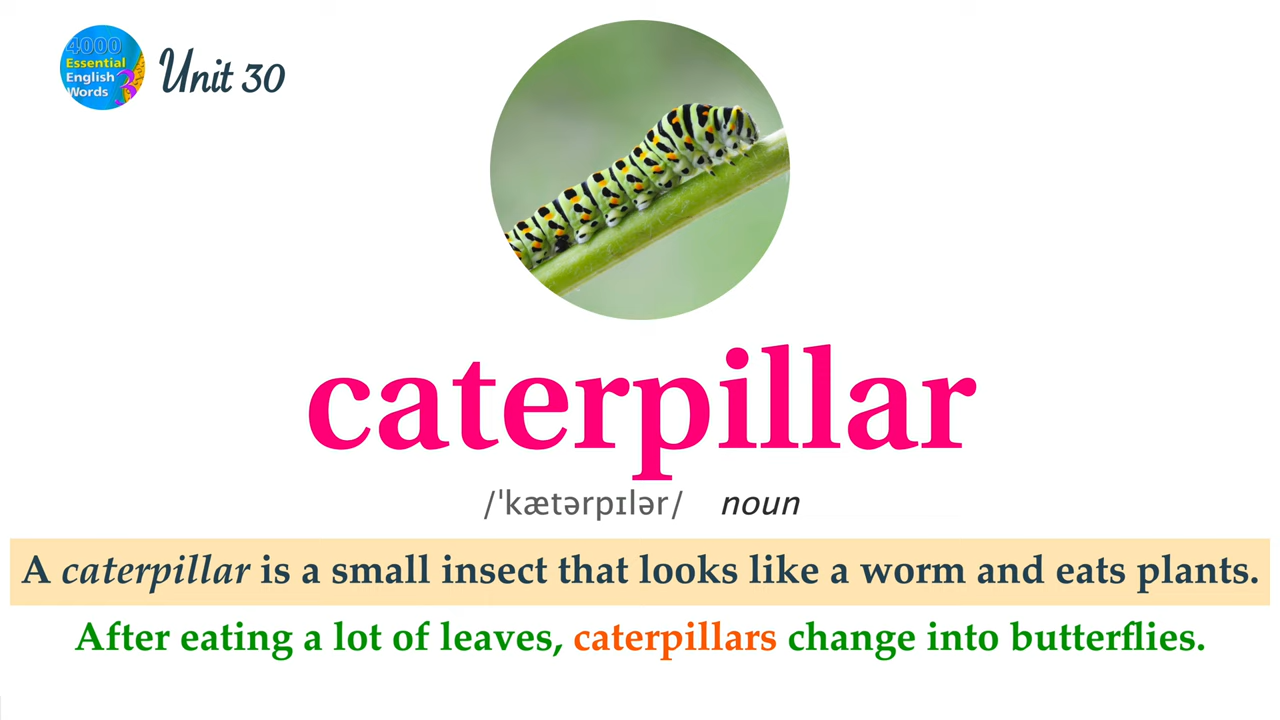 4000
Essential
English
Words 3
Unit 30
caterpillar
/ˈkætərpɪlər/ noun
A caterpillar is a small insect that looks like a worm and eats plants.
After eating a lot of leaves, caterpillars change into butterflies.